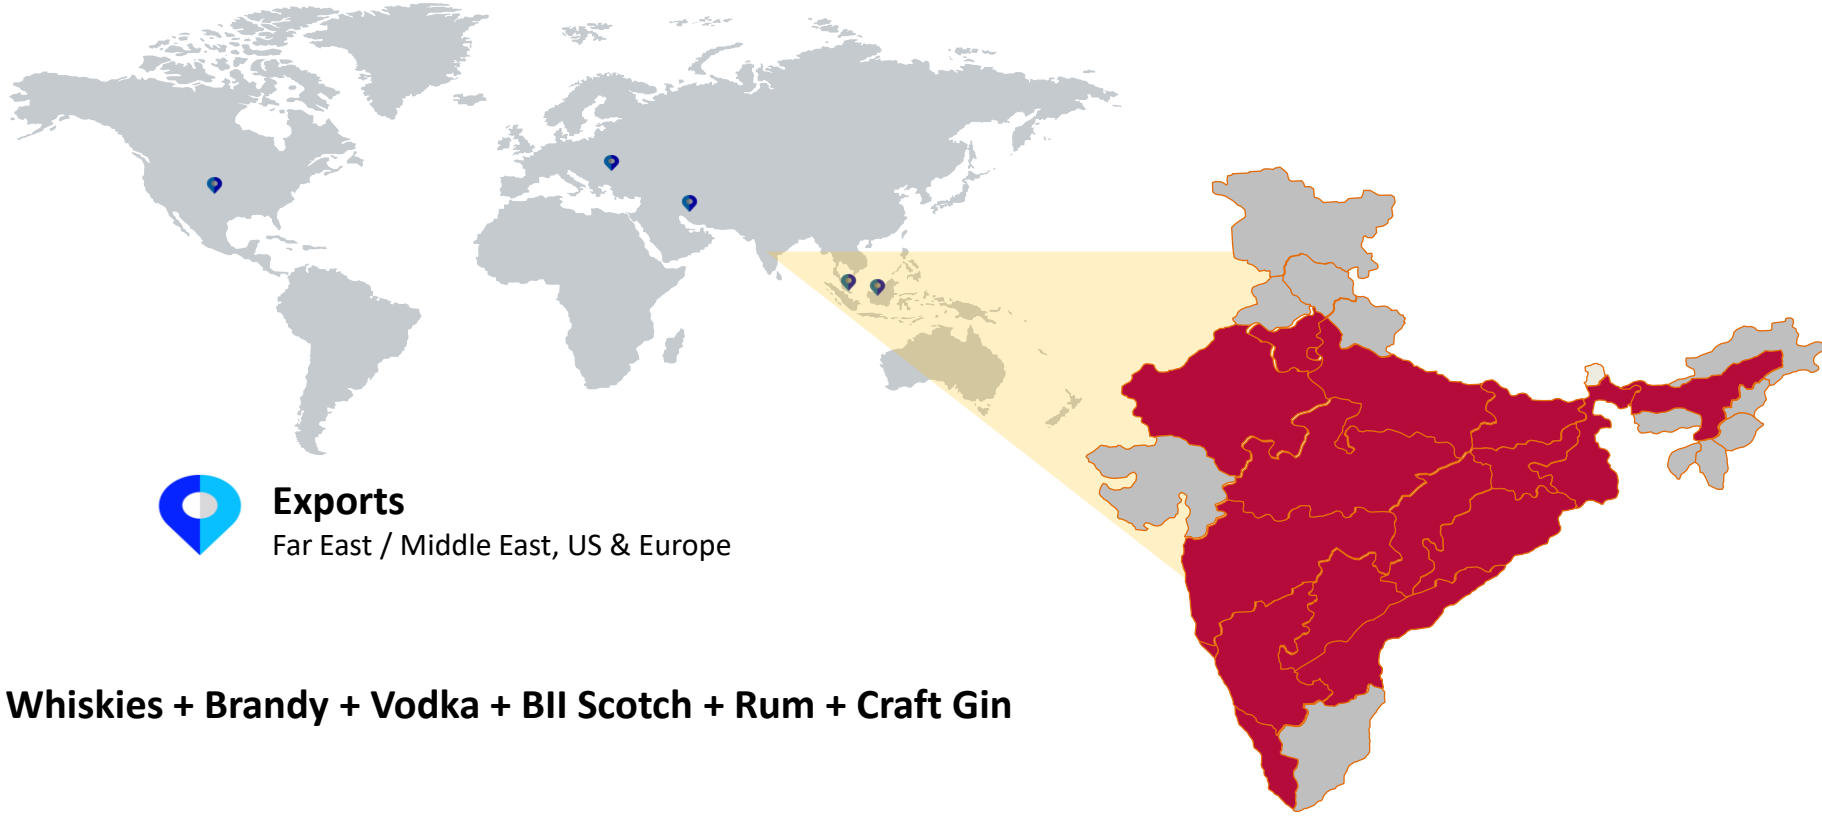 Exports
Far East / Middle East, US & Europe
Whiskies + Brandy + Vodka + BII Scotch + Rum + Craft Gin